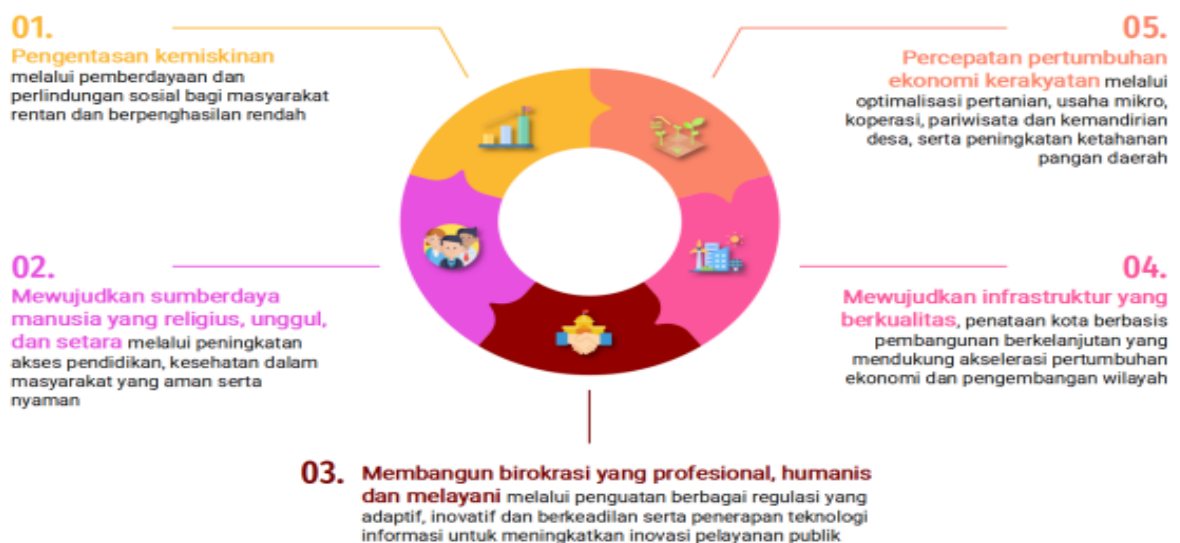 01.
Pengentasan kemiskinan
melalui pemberdayaan dan
perlindungan sosial bagi masyarakat
rentan dan berpenghasilan rendah
02.
Mewujudkan sumberdaya
manusia yang religius, unggul,
dan setara melalui peningkatan
akses pendidikan, kesehatan dalam
masyarakat yang aman serta
nyaman
03.
Membangun birokrasi yang profesional, humanis
dan melayani melalui penguatan berbagai regulasi yang
adaptif, inovatif dan berkeadilan serta penerapan teknologi
informasi untuk meningkatkan inovasi pelayanan publik
04.
Mewujudkan infrastruktur yang
berkualitas, penataan kota berbasis
pembangunan berkelanjutan yang
mendukung akselerasi pertumbuhan
ekonomi dan pengembangan wilayah
05.
Percepatan pertumbuhan
ekonomi kerakyatan melalui
optimalisasi pertanian, usaha mikro,
koperasi, pariwisata dan kemandirian
desa, serta peningkatan ketahanan
pangan daerah